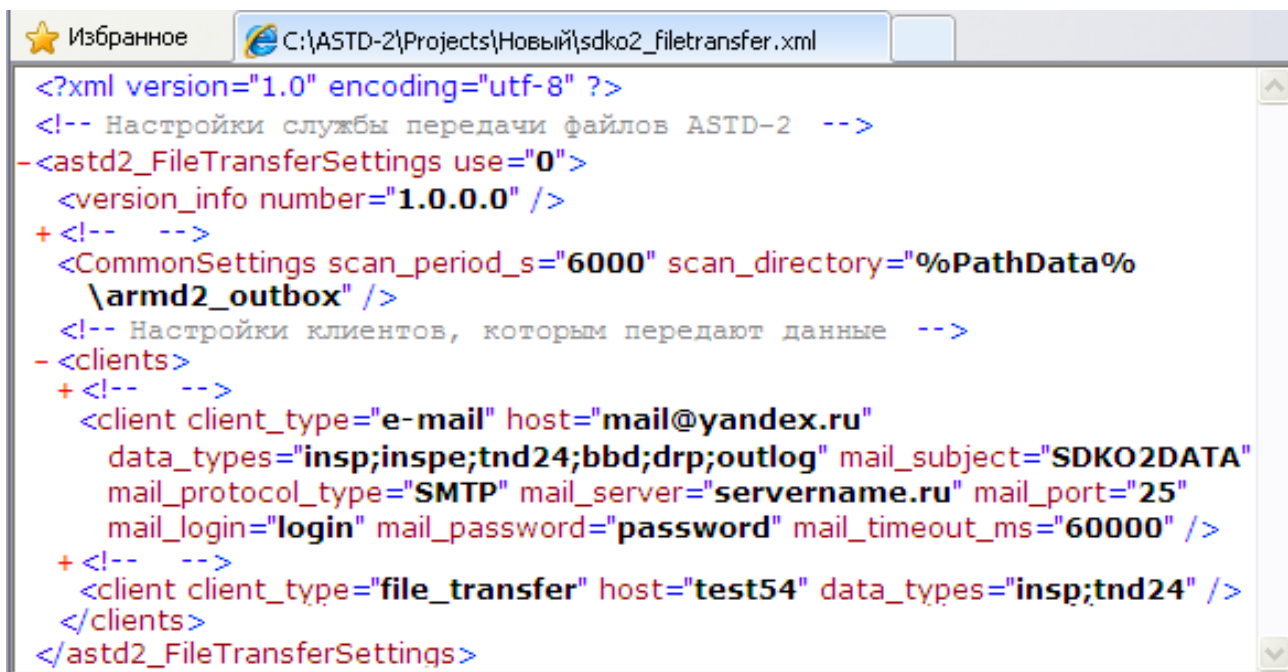 Избранное
C:\ASTD-2\Projects\Новый\sdko2_filetransfer.xml
<?xml version="1.0" encoding="utf-8" ?>
<!-- Настройки службы передачи файлов ASTD-2 -->
-<astd2_FileTransferSettings use="0">
<version_info number="1.0.0.0" />
+ <!-- -->
<CommonSettings scan_period_s="6000" scan_directory="%PathData%
\armd2_outbox" />
<!-- Настройки клиентов, которым передают данные -->
- <clients>
+ <!-- -->
<client client_type="e-mail" host="mail@yandex.ru"
data_types="insp;inspe;tnd24;bbd;drp;outlog" mail_subject="SDKO2DATA"
mail_protocol_type="SMTP" mail_server="servername.ru" mail_port="25"
mail_login="login" mail_password="password" mail_timeout_ms="60000" />
+ <!-- -->
<client client_type="file_transfer" host="test54" data_types="insp;tnd24" />
</clients>
</astd2_FileTransferSettings>